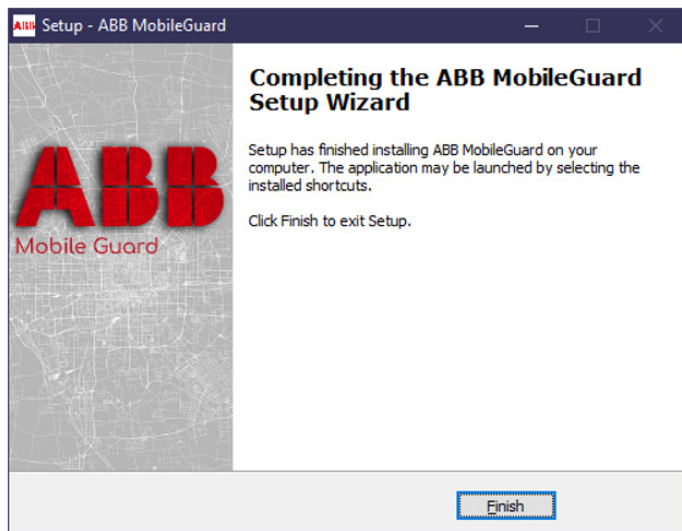 ABB Setup - ABB MobileGuard
Completing the ABB MobileGuard
Setup Wizard
Setup has finished installing ABB MobileGuard on your
computer. The application may be launched by selecting the
installed shortcuts.
Click Finish to exit Setup.
ABB
Mobile Guard
Finish